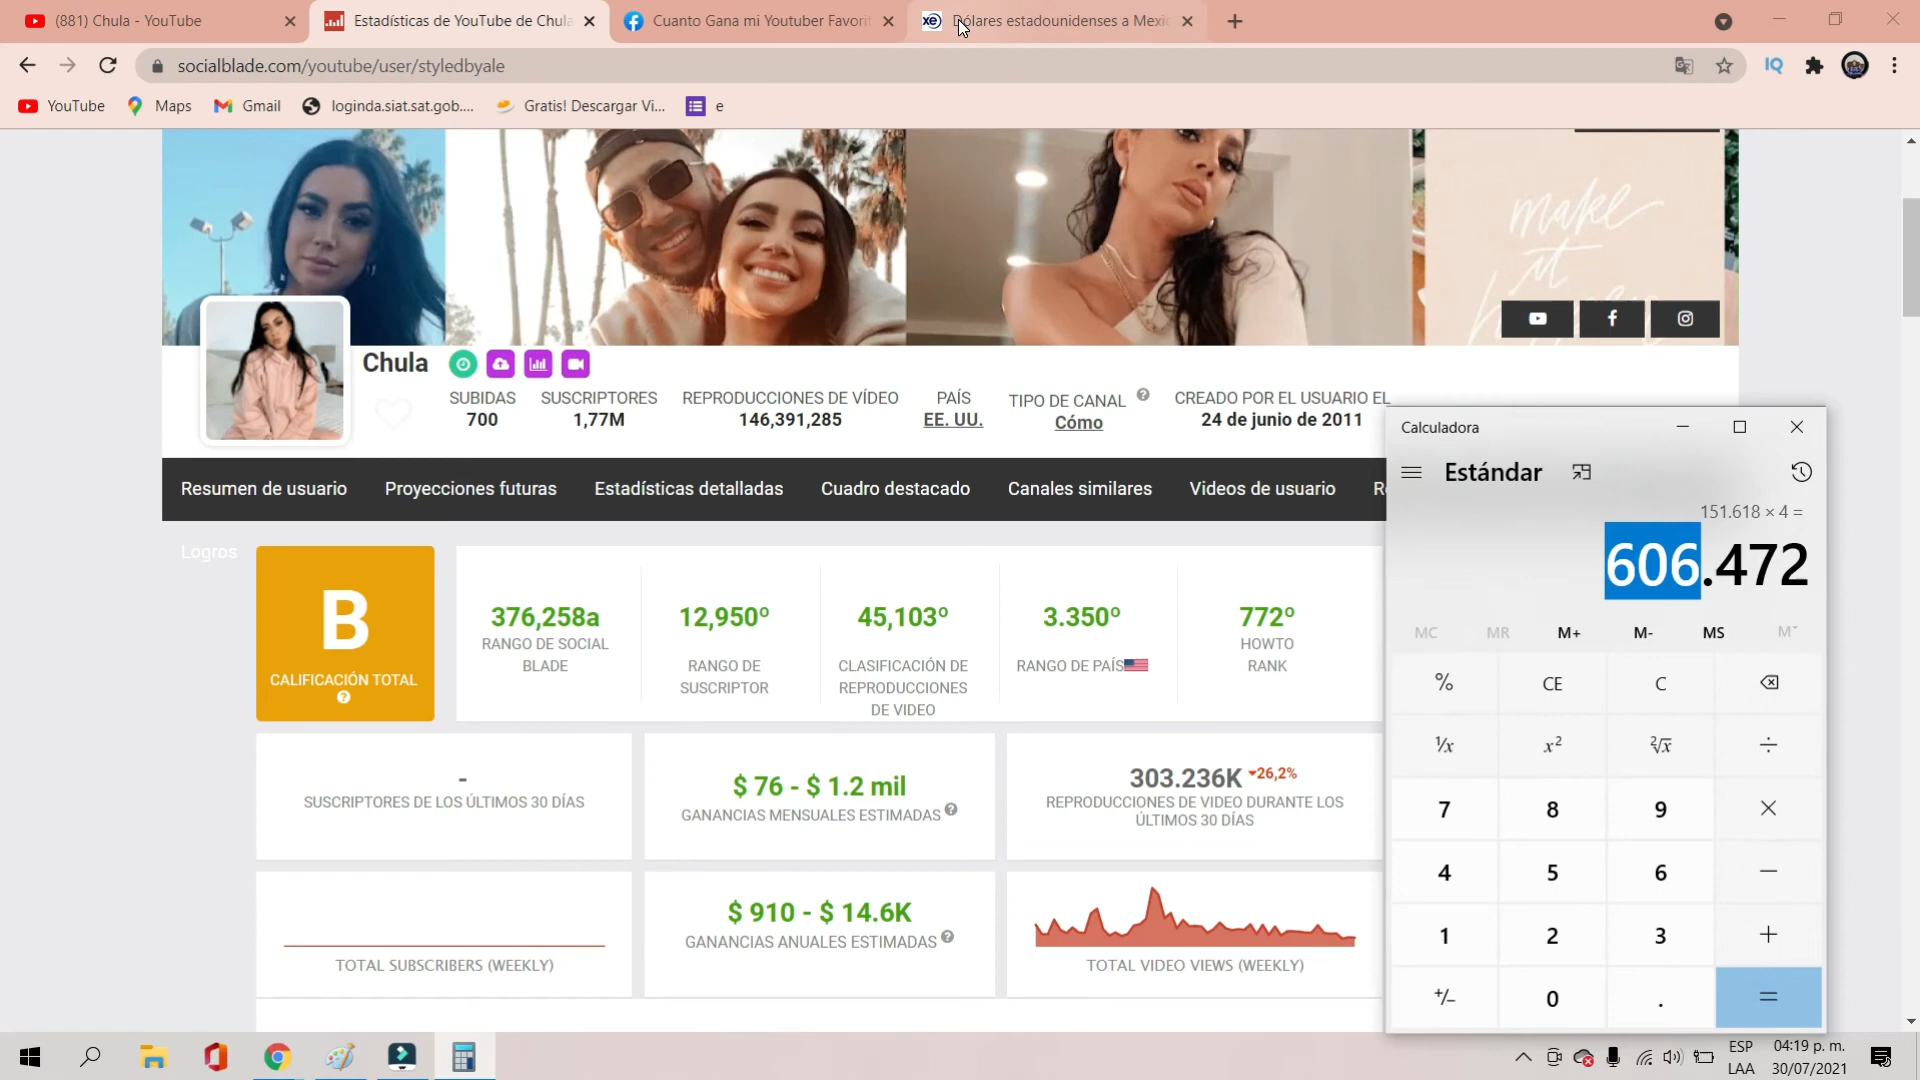 (881) Chula - YouTube
Estadísticas de YouTube de Chula
Cuanto Gana mi Youtuber Favorit
Dólares estadounidenses a Mexic
socialblade.com/youtube/user/styledbyale
IQ
YouTube
Maps
Gmail
loginda.siat.sat.gob....
Gratis! Descargar Vi...
e
make
it
Chula
SUBIDAS
700
SUSCRIPTORES
1,77M
REPRODUCCIONES DE VÍDEO
146,391,285
PAÍS
EE. UU.
TIPO DE CANAL
Cómo
CREADO POR EL USUARIO EL
24 de junio de 2011
Resumen de usuario
Proyecciones futuras
Estadísticas detalladas
Cuadro destacado
Canales similares
Videos de usuario
Logros
B
CALIFICACIÓN TOTAL
376,258a
RANGO DE SOCIAL
BLADE
12,950º
RANGO DE
SUSCRIPTOR
45,103º
CLASIFICACIÓN DE
REPRODUCCIONES
DE VIDEO
3.350º
RANGO DE PAÍS
772º
HOWTO
RANK
-
SUSCRIPTORES DE LOS ÚLTIMOS 30 DÍAS
$ 76 - $ 1.2 mil
GANANCIAS MENSUALES ESTIMADAS
303.236K
26,2%
REPRODUCCIONES DE VIDEO DURANTE LOS
ÚLTIMOS 30 DÍAS
TOTAL SUBSCRIBERS (WEEKLY)
$ 910 - $ 14.6K
GANANCIAS ANUALES ESTIMADAS
TOTAL VIDEO VIEWS (WEEKLY)
Calculadora
Estándar
151.618 × 4 =
606.472
MC MR M+ M- MS M˅
% CE C
¹/x x² ²√x ÷
7 8 9 ×
4 5 6 −
1 2 3 +
+/− 0 . =
ESP
LAA
04:19 p. m.
30/07/2021